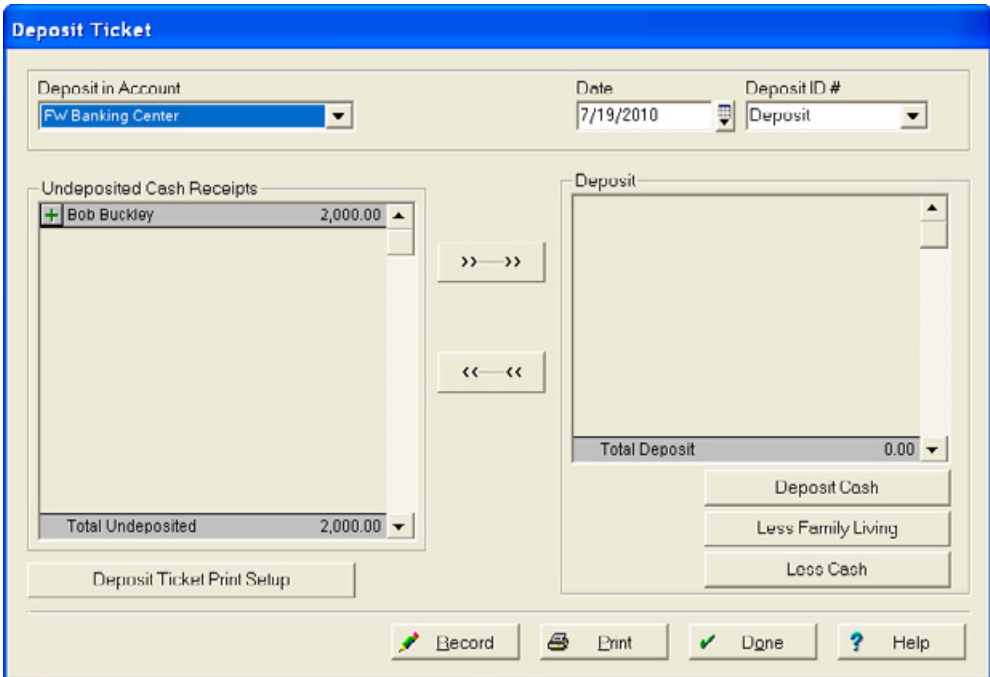 Deposit Ticket
Deposit in Account Date Deposit ID #
FW Banking Center 7/19/2010 Deposit
Undeposited Cash Receipts
Bob Buckley 2,000.00
Total Undeposited 2,000.00
Deposit Ticket Print Setup
>>—>>
<<—<<
Deposit
Total Deposit 0.00
Deposit Cash
Less Family Living
Less Cash
Record Print Done ? Help